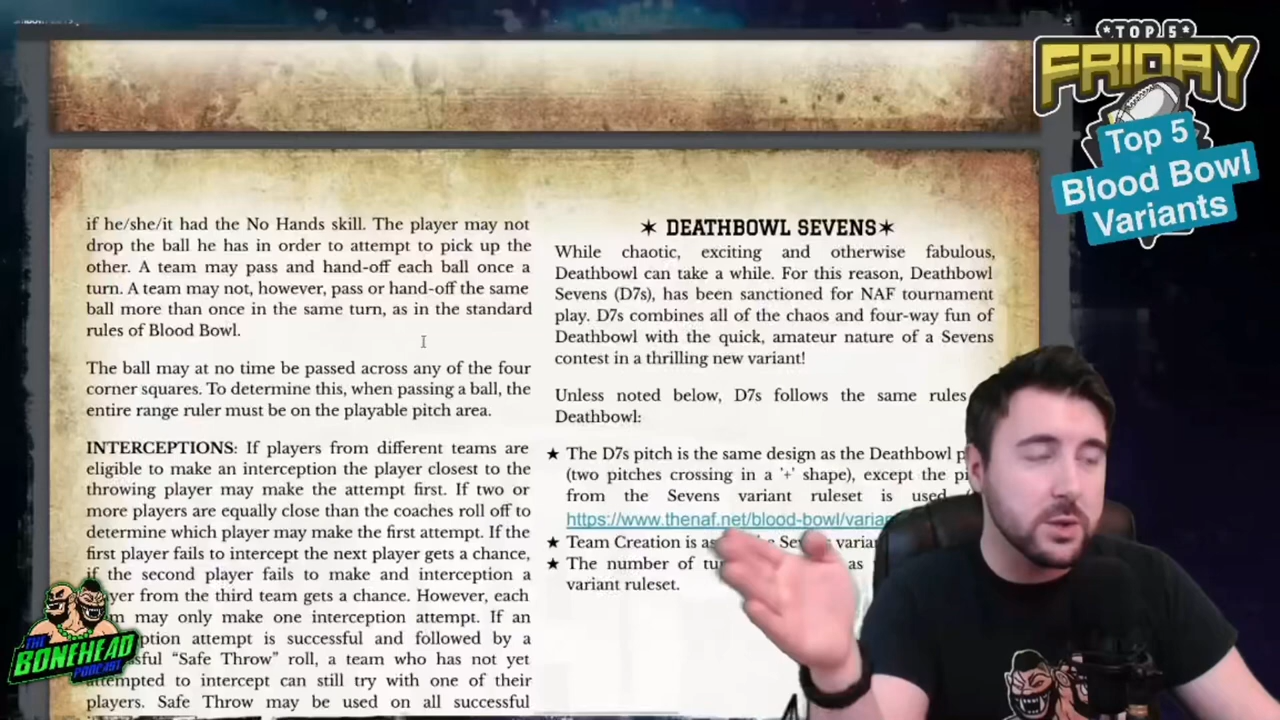 if he/she/it had the No Hands skill. The player may not
drop the ball he has in order to attempt to pick up the
other. A team may pass and hand-off each ball once a
turn. A team may not, however, pass or hand-off the same
ball more than once in the same turn, as in the standard
rules of Blood Bowl.
The ball may at no time be passed across any of the four
corner squares. To determine this, when passing a ball, the
entire range ruler must be on the playable pitch area.
INTERCEPTIONS: If players from different teams are
eligible to make an interception the player closest to the
throwing player may make the attempt first. If two or
more players are equally close than the coaches roll off to
determine which player may make the first attempt. If the
first player fails to intercept the next player gets a chance,
if the second player fails to make and interception a
yer from the third team gets a chance. However, each
m may only make one interception attempt. If an
ption attempt is successful and followed by a
sful “Safe Throw” roll, a team who has not yet
attempted to intercept can still try with one of their
players. Safe Throw may be used on all successful
✶ DEATHBOWL SEVENS✶
While chaotic, exciting and otherwise fabulous,
Deathbowl can take a while. For this reason, Deathbowl
Sevens (D7s), has been sanctioned for NAF tournament
play. D7s combines all of the chaos and four-way fun of
Deathbowl with the quick, amateur nature of a Sevens
contest in a thrilling new variant!
Unless noted below, D7s follows the same rules
Deathbowl:
★ The D7s pitch is the same design as the Deathbowl p
(two pitches crossing in a '+' shape), except the pi
from the Sevens variant ruleset is used
https://www.thenaf.net/blood-bowl/varian
★ Team Creation is as Se varian
★ The number of tu as
variant ruleset.
*TOP 5*
FRIDAY
Top 5
Blood Bowl
Variants
THE
BONEHEAD
PODCAST